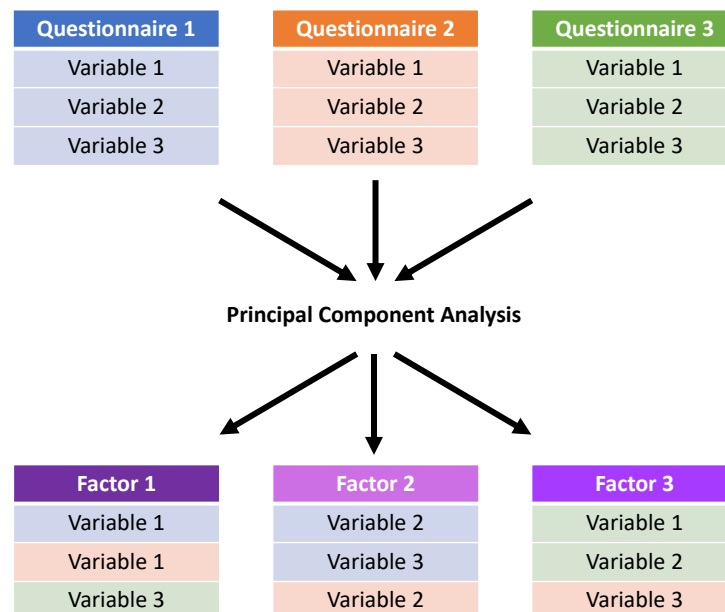 Questionnaire 1
Variable 1
Variable 2
Variable 3
Questionnaire 2
Variable 1
Variable 2
Variable 3
Questionnaire 3
Variable 1
Variable 2
Variable 3
Principal Component Analysis
Factor 1
Variable 1
Variable 1
Variable 3
Factor 2
Variable 2
Variable 3
Variable 2
Factor 3
Variable 1
Variable 2
Variable 3